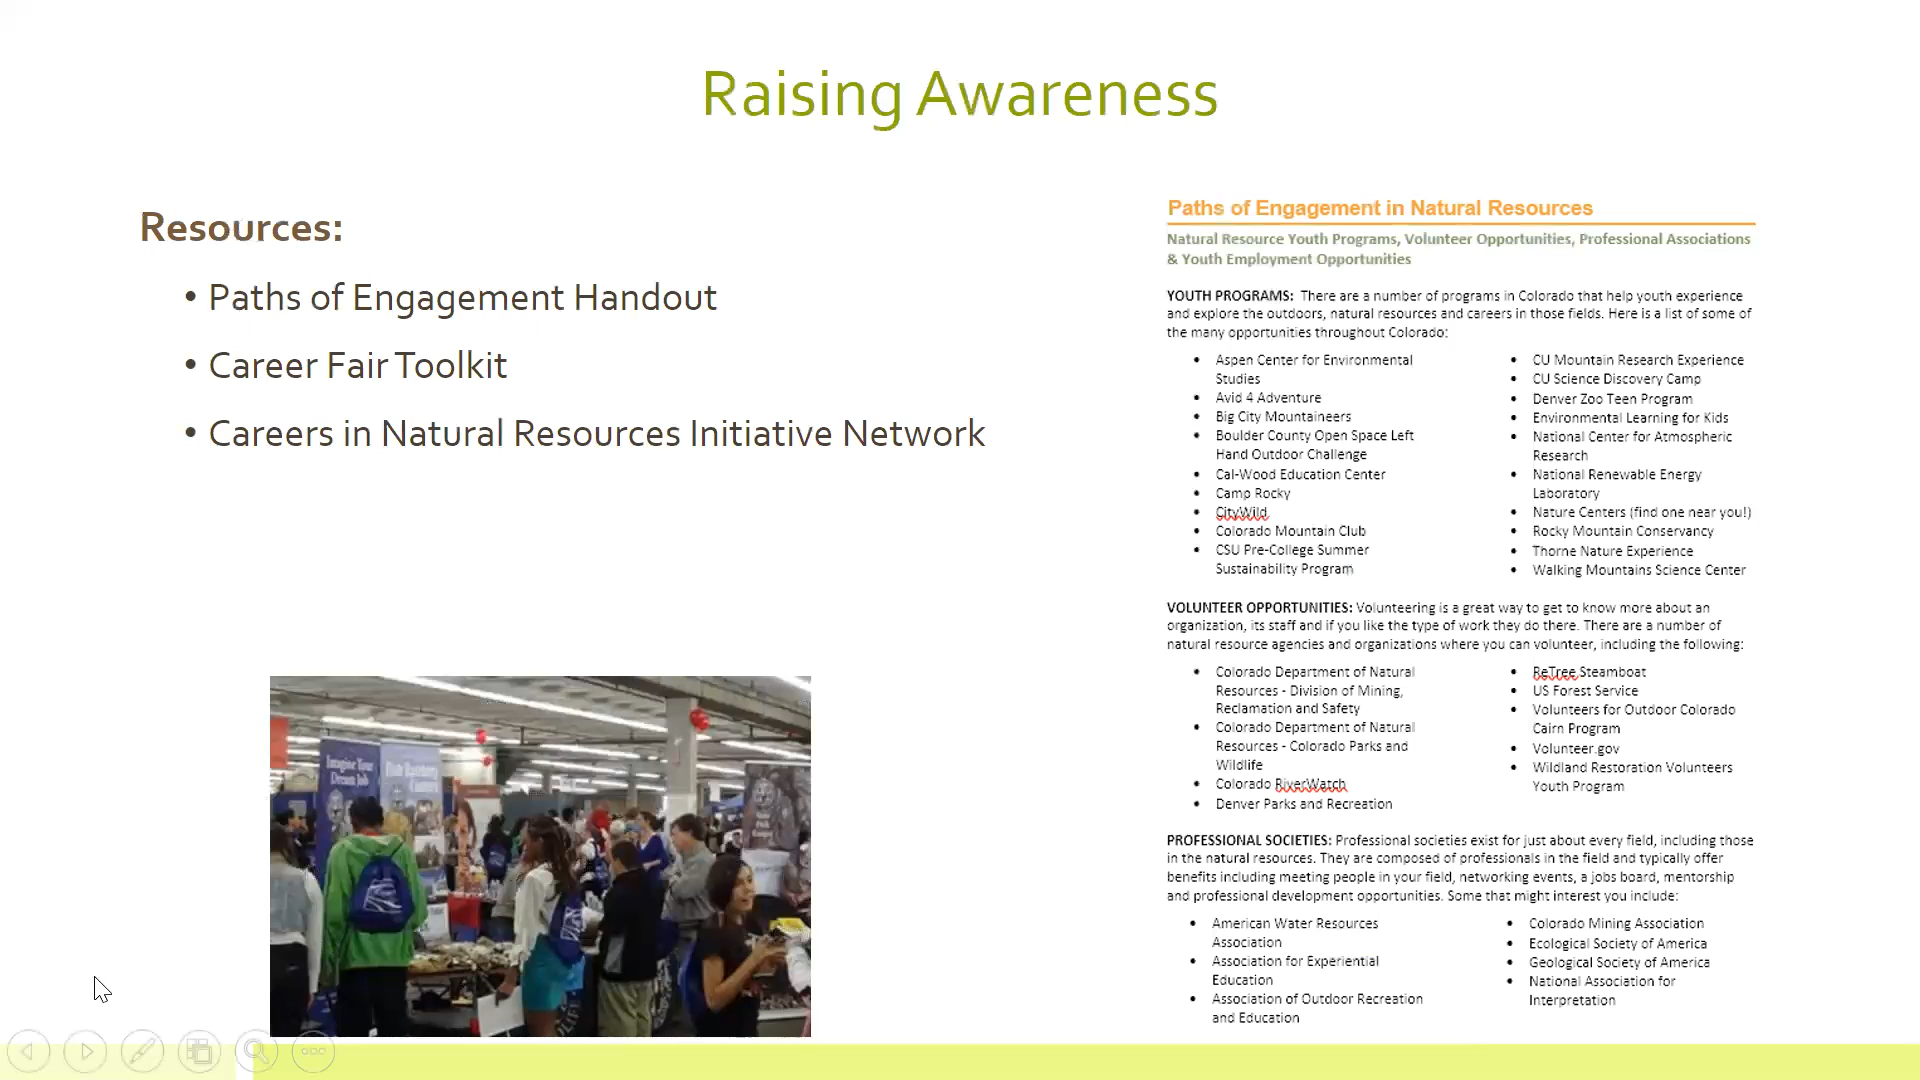 Raising Awareness
Resources:
• Paths of Engagement Handout
• Career Fair Toolkit
• Careers in Natural Resources Initiative Network
Imagine Your
Dream Job
Paths of Engagement in Natural Resources
Natural Resource Youth Programs, Volunteer Opportunities, Professional Associations
& Youth Employment Opportunities
YOUTH PROGRAMS: There are a number of programs in Colorado that help youth experience
and explore the outdoors, natural resources and careers in those fields. Here is a list of some of
the many opportunities throughout Colorado:
• Aspen Center for Environmental
Studies
• Avid 4 Adventure
• Big City Mountaineers
• Boulder County Open Space Left
Hand Outdoor Challenge
• Cal-Wood Education Center
• Camp Rocky
• CityWild
• Colorado Mountain Club
• CSU Pre-College Summer
Sustainability Program
• CU Mountain Research Experience
• CU Science Discovery Camp
• Denver Zoo Teen Program
• Environmental Learning for Kids
• National Center for Atmospheric
Research
• National Renewable Energy
Laboratory
• Nature Centers (find one near you!)
• Rocky Mountain Conservancy
• Thorne Nature Experience
• Walking Mountains Science Center
VOLUNTEER OPPORTUNITIES: Volunteering is a great way to get to know more about an
organization, its staff and if you like the type of work they do there. There are a number of
natural resource agencies and organizations where you can volunteer, including the following:
• Colorado Department of Natural
Resources - Division of Mining,
Reclamation and Safety
• Colorado Department of Natural
Resources - Colorado Parks and
Wildlife
• Colorado RiverWatch
• Denver Parks and Recreation
• ReTree Steamboat
• US Forest Service
• Volunteers for Outdoor Colorado
Cairn Program
• Volunteer.gov
• Wildland Restoration Volunteers
Youth Program
PROFESSIONAL SOCIETIES: Professional societies exist for just about every field, including those
in the natural resources. They are composed of professionals in the field and typically offer
benefits including meeting people in your field, networking events, a jobs board, mentorship
and professional development opportunities. Some that might interest you include:
• American Water Resources
Association
• Association for Experiential
Education
• Association of Outdoor Recreation
and Education
• Colorado Mining Association
• Ecological Society of America
• Geological Society of America
• National Association for
Interpretation